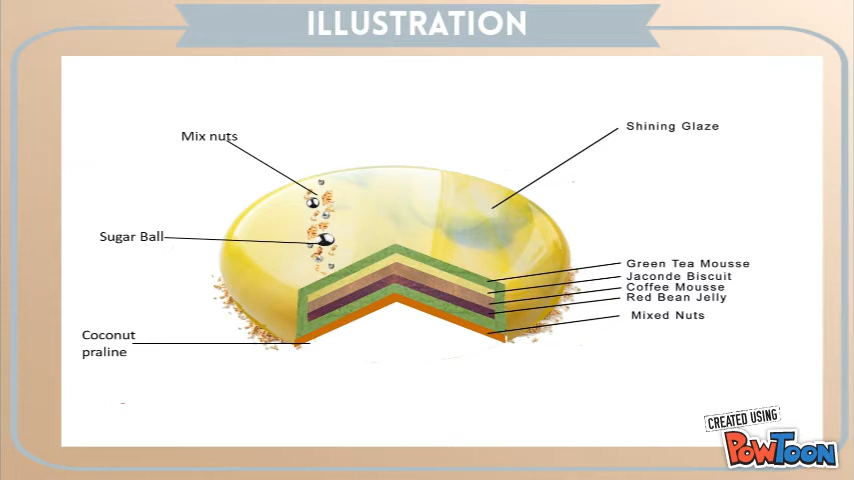 ILLUSTRATION
Mix nuts
Shining Glaze
Sugar Ball
Green Tea Mousse
Jaconde Biscuit
Coffee Mousse
Red Bean Jelly
Mixed Nuts
Coconut
praline
CREATED USING
POWTOON